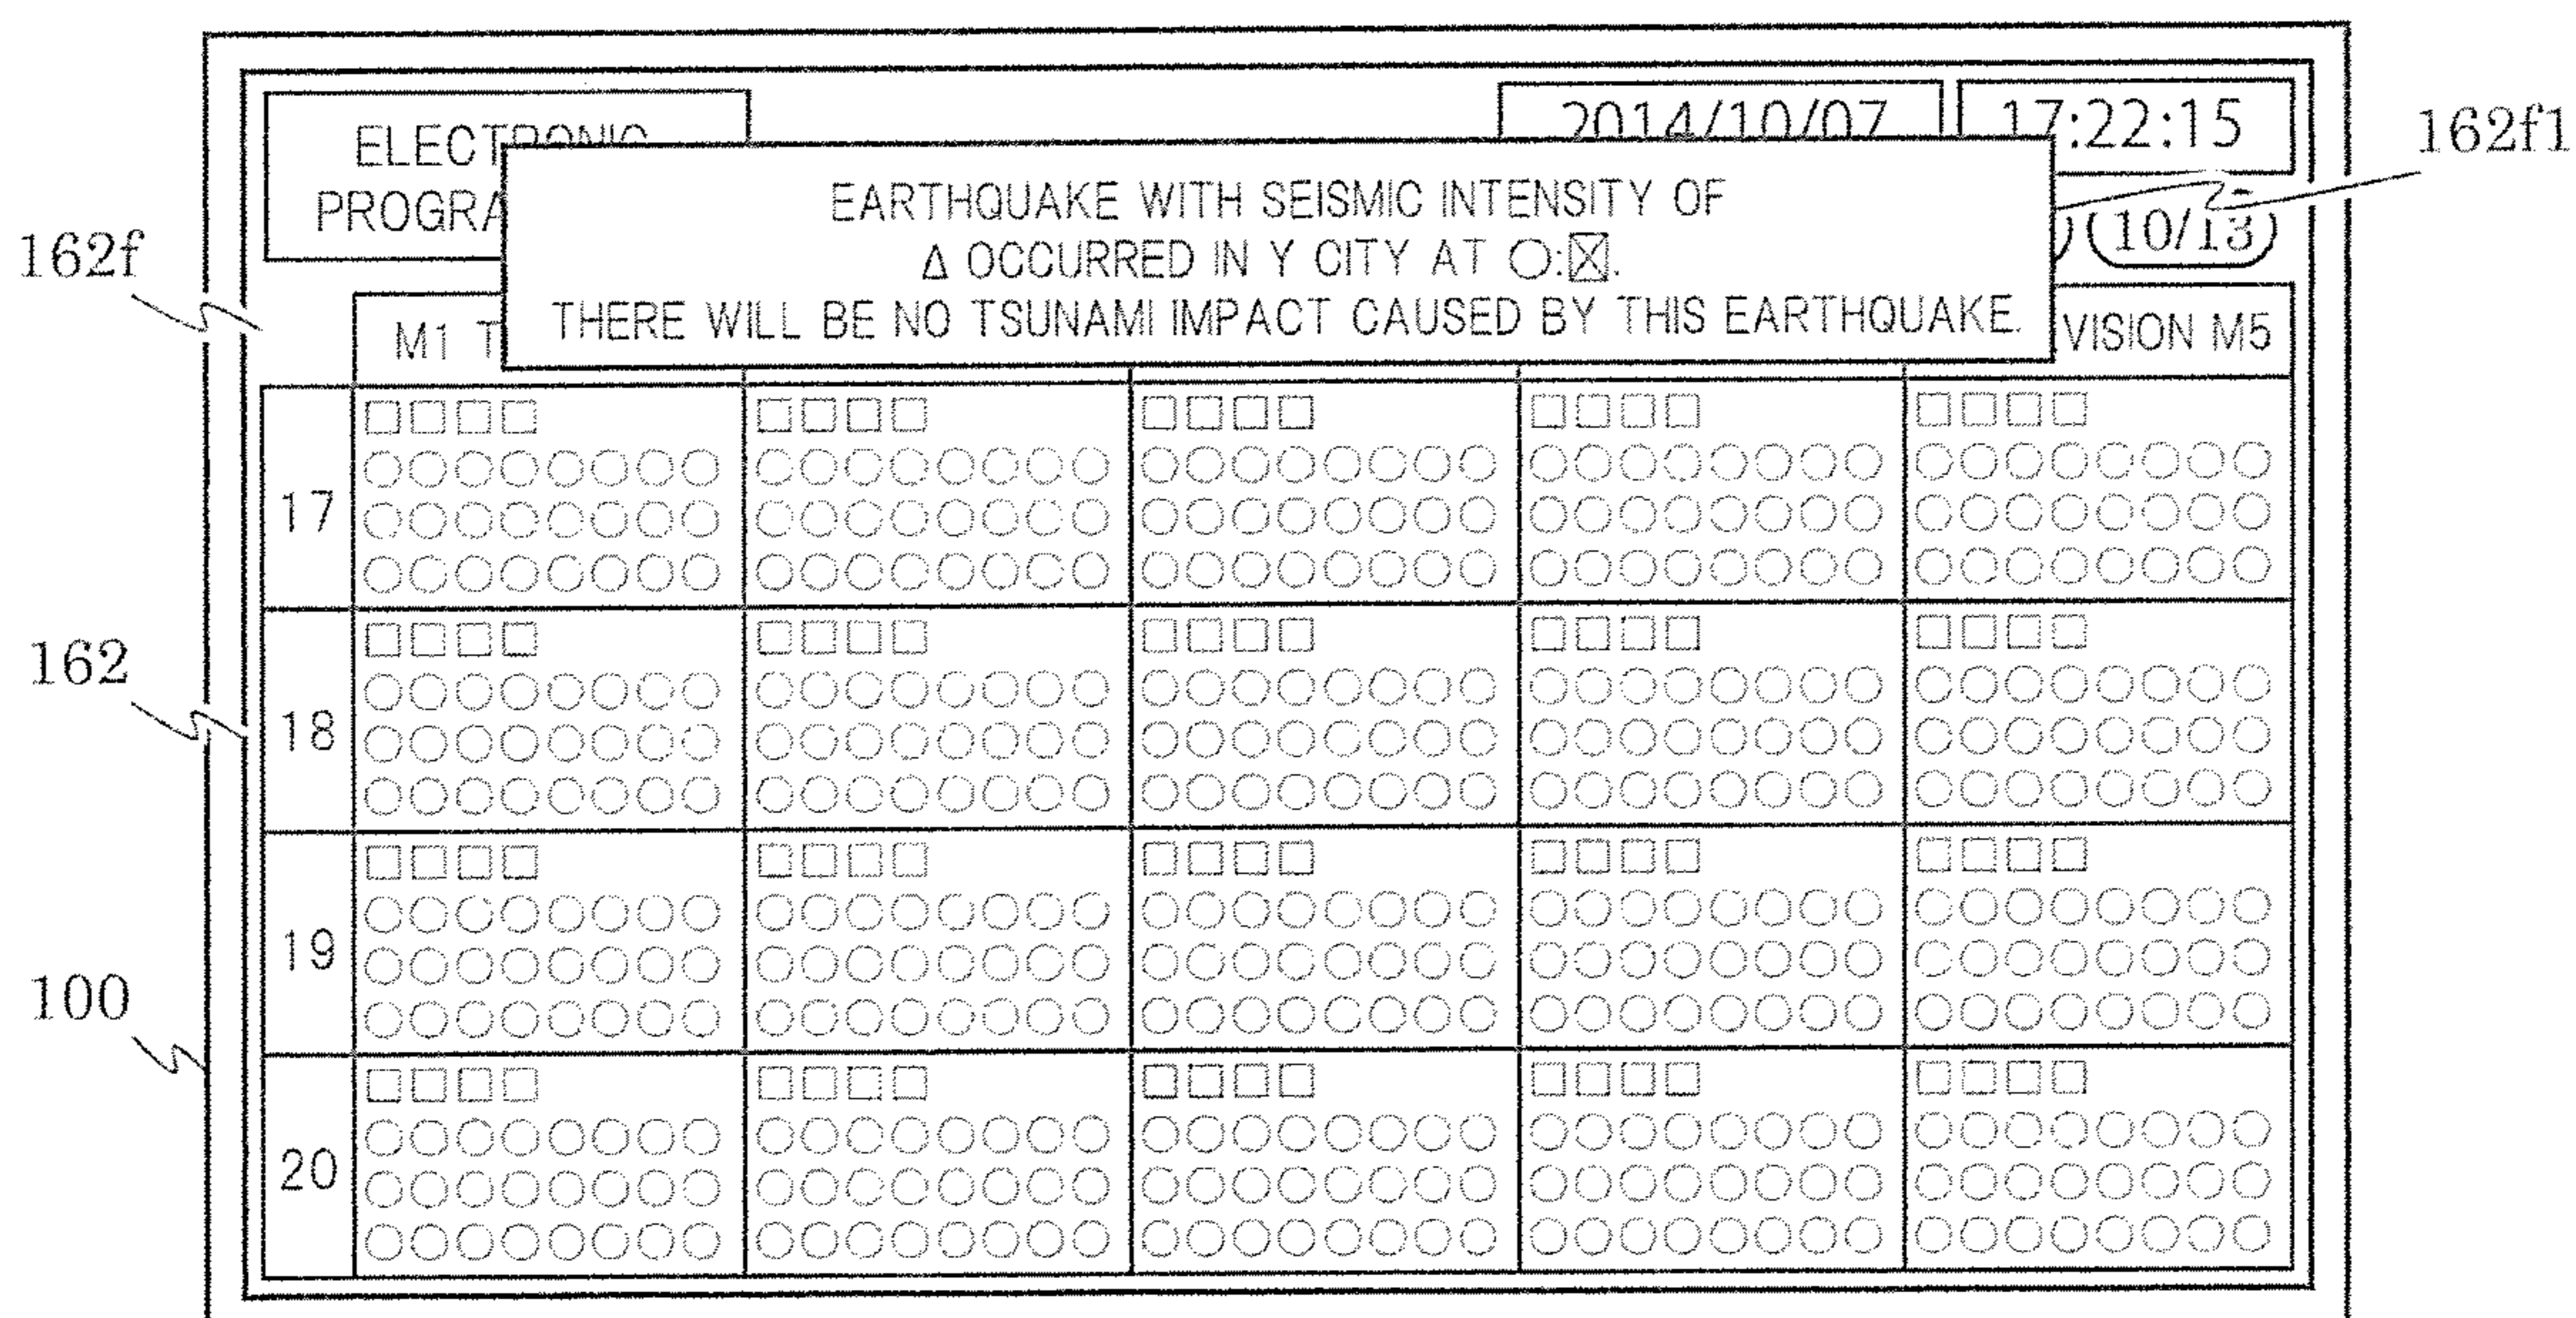 2014/10/07 17:22:15
162f1
ELECTRONIC
PROGRA
EARTHQUAKE WITH SEISMIC INTENSITY OF
Δ OCCURRED IN Y CITY AT ○:☒.
THERE WILL BE NO TSUNAMI IMPACT CAUSED BY THIS EARTHQUAKE.
10/13
162f
M1 T
VISION M5
□□□□ □□□□ □□□□ □□□□ □□□□
○○○○○○○○ ○○○○○○○○ ○○○○○○○○ ○○○○○○○○ ○○○○○○○○
17 ○○○○○○○○ ○○○○○○○○ ○○○○○○○○ ○○○○○○○○ ○○○○○○○○
○○○○○○○○ ○○○○○○○○ ○○○○○○○○ ○○○○○○○○ ○○○○○○○○
□□□□ □□□□ □□□□ □□□□ □□□□
162
○○○○○○○○ ○○○○○○○○ ○○○○○○○○ ○○○○○○○○ ○○○○○○○○
18 ○○○○○○○○ ○○○○○○○○ ○○○○○○○○ ○○○○○○○○ ○○○○○○○○
○○○○○○○○ ○○○○○○○○ ○○○○○○○○ ○○○○○○○○ ○○○○○○○○
□□□□ □□□□ □□□□ □□□□ □□□□
○○○○○○○○ ○○○○○○○○ ○○○○○○○○ ○○○○○○○○ ○○○○○○○○
19 ○○○○○○○○ ○○○○○○○○ ○○○○○○○○ ○○○○○○○○ ○○○○○○○○
100
○○○○○○○○ ○○○○○○○○ ○○○○○○○○ ○○○○○○○○ ○○○○○○○○
□□□□ □□□□ □□□□ □□□□ □□□□
○○○○○○○○ ○○○○○○○○ ○○○○○○○○ ○○○○○○○○ ○○○○○○○○
20 ○○○○○○○○ ○○○○○○○○ ○○○○○○○○ ○○○○○○○○ ○○○○○○○○
○○○○○○○○ ○○○○○○○○ ○○○○○○○○ ○○○○○○○○ ○○○○○○○○